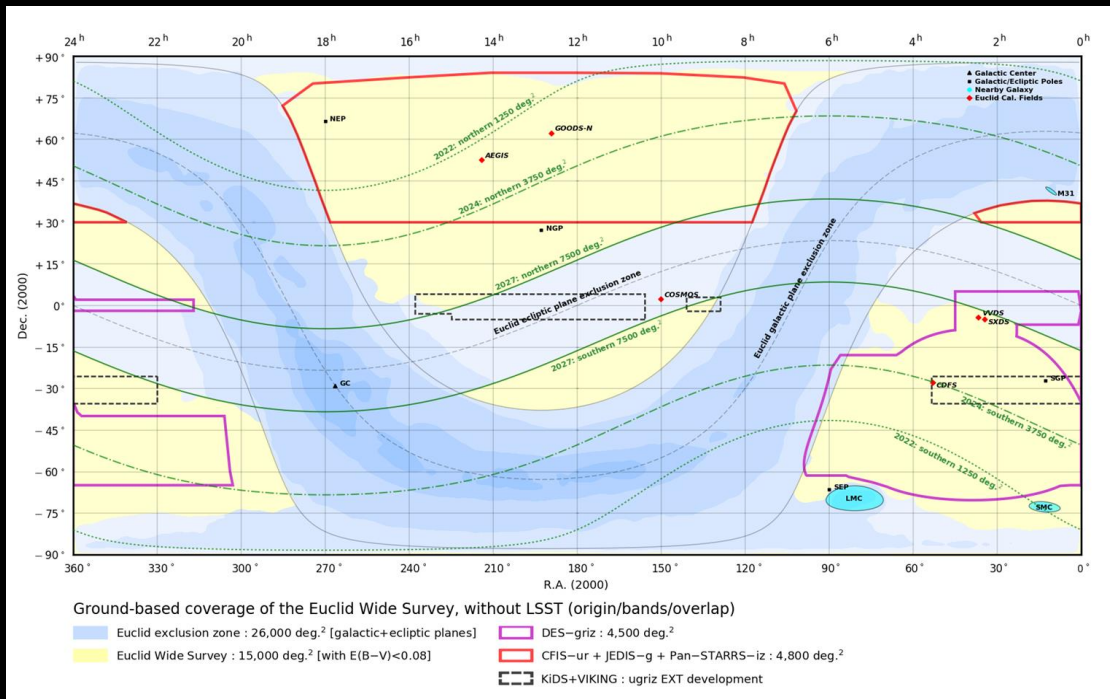 24ʰ 22ʰ 20ʰ 18ʰ 16ʰ 14ʰ 12ʰ 10ʰ 8ʰ 6ʰ 4ʰ 2ʰ 0ʰ
+90°
+75°
+60°
+45°
+30°
+15°
0°
−15°
−30°
−45°
−60°
−75°
−90°
Dec. (2000)
Galactic Center
Galactic/Ecliptic Poles
Nearby Galaxy
Euclid Cal. Fields
NEP
2022: northern 1250 deg.²
GOODS-N
AEGIS
2024: northern 3750 deg.²
M31
NGP
2027: northern 7500 deg.²
Euclid ecliptic plane exclusion zone
COSMOS
Euclid galactic plane exclusion zone
VVDS
SXDS
2027: southern 7500 deg.²
GC
CDFS
SGP
2024: southern 3750 deg.²
2022: southern 1250 deg.²
SEP
LMC
SMC
360° 330° 300° 270° 240° 210° 180° 150° 120° 90° 60° 30° 0°
R.A. (2000)
Ground-based coverage of the Euclid Wide Survey, without LSST (origin/bands/overlap)
Euclid exclusion zone : 26,000 deg.² [galactic+ecliptic planes]
Euclid Wide Survey : 15,000 deg.² [with E(B−V)<0.08]
DES−griz : 4,500 deg.²
CFIS−ur + JEDIS−g + Pan−STARRS−iz : 4,800 deg.²
KiDS+VIKING : ugriz EXT development